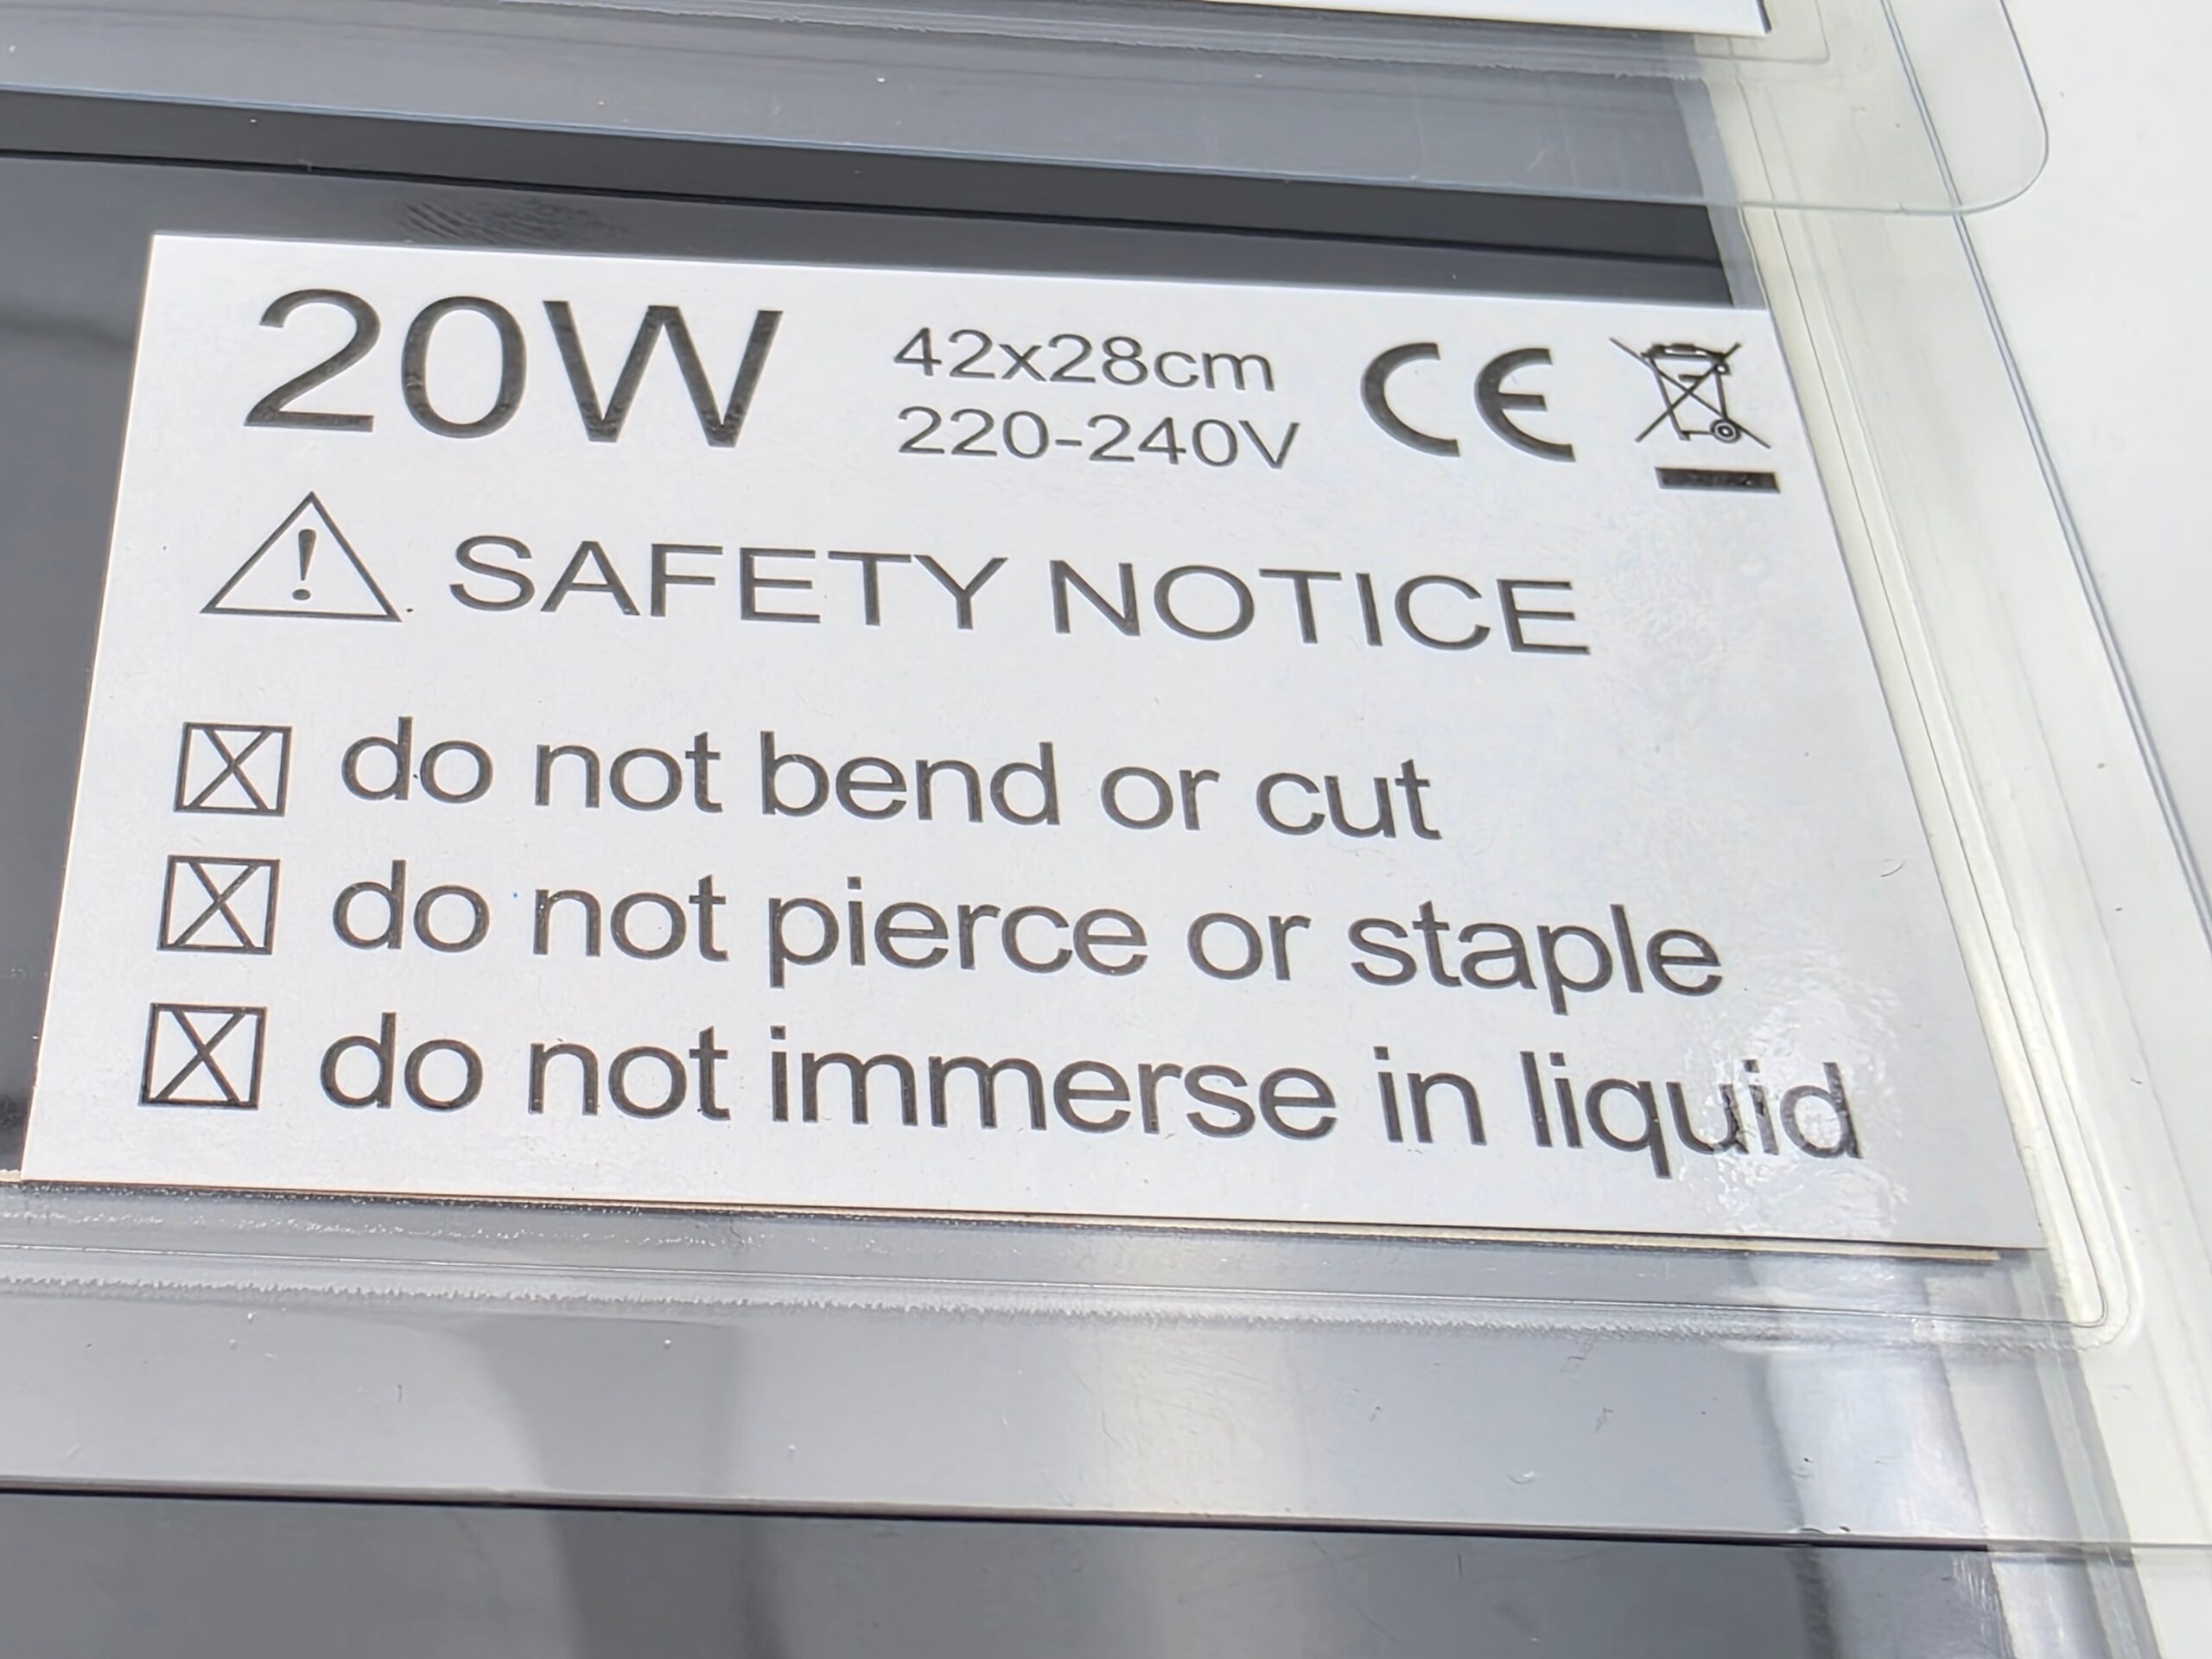 20W
42x28cm
220-240V
CE
! SAFETY NOTICE
☒ do not bend or cut
☒ do not pierce or staple
☒ do not immerse in liquid